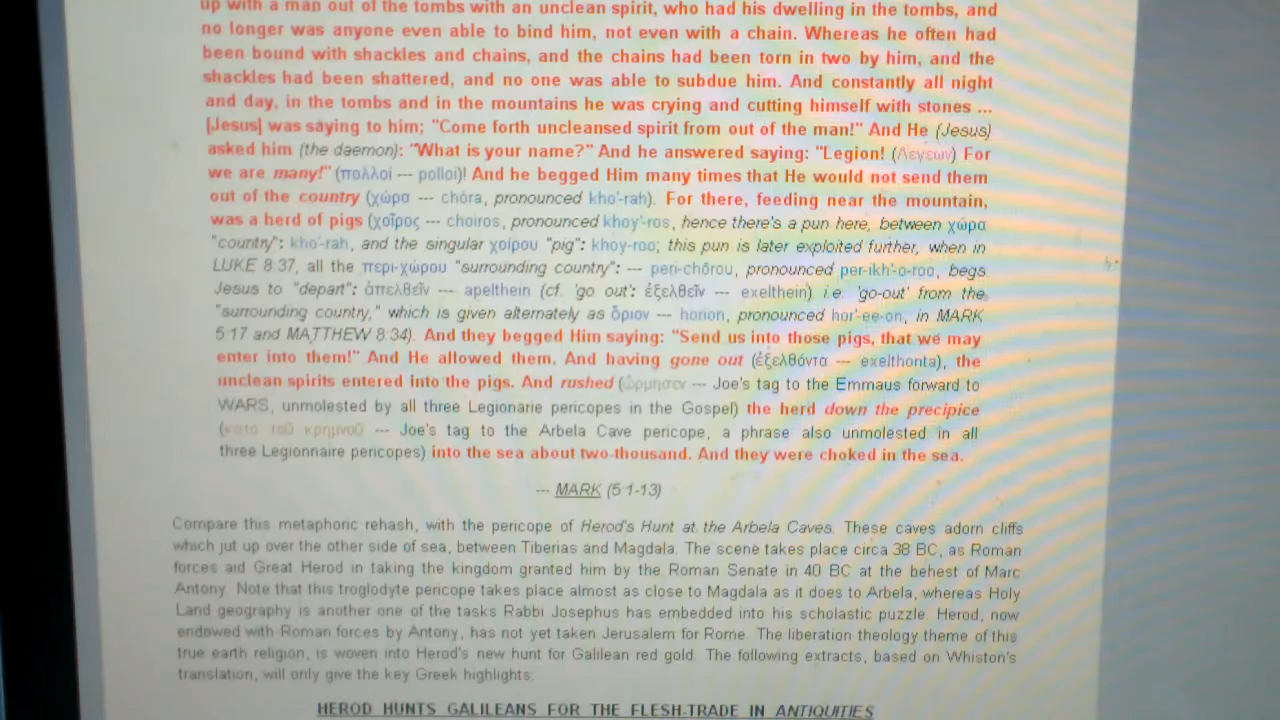 up with a man out of the tombs with an unclean spirit, who had his dwelling in the tombs, and
no longer was anyone even able to bind him, not even with a chain. Whereas he often had
been bound with shackles and chains, and the chains had been torn in two by him, and the
shackles had been shattered, and no one was able to subdue him. And constantly all night
and day, in the tombs and in the mountains he was crying and cutting himself with stones ...
[Jesus] was saying to him; "Come forth uncleansed spirit from out of the man!" And He (Jesus)
asked him (the daemon): "What is your name?" And he answered saying: "Legion! (Λεγεων) For
we are many!" (πολλοί --- polloi)! And he begged Him many times that He would not send them
out of the country (χώρα --- chóra, pronounced kho'-rah). For there, feeding near the mountain,
was a herd of pigs (χοῖρος --- choiros, pronounced khoy'-ros, hence there's a pun here, between χώρα
"country": kho'-rah, and the singular χοίρου "pig": khoy-roo; this pun is later exploited further, when in
LUKE 8:37, all the περι-χώρου "surrounding country": --- peri-chōrou, pronounced per-ikh'-o-roo, begs
Jesus to "depart": ἀπελθεῖν --- apelthein (cf. 'go out': ἐξελθεῖν --- exelthein) i.e. 'go-out' from the
"surrounding country," which is given alternately as ὅριον --- horion, pronounced hor'-ee-on, in MARK
5:17 and MATTHEW 8:34). And they begged Him saying: "Send us into those pigs, that we may
enter into them!" And He allowed them. And having gone out (ἐξελθόντα --- exelthonta), the
unclean spirits entered into the pigs. And rushed (ὥρμησεν --- Joe's tag to the Emmaus forward to
WARS, unmolested by all three Legionarie pericopes in the Gospel) the herd down the precipice
(κατὰ τοῦ κρημνοῦ --- Joe's tag to the Arbela Cave pericope, a phrase also unmolested in all
three Legionnaire pericopes) into the sea about two-thousand. And they were choked in the sea.
--- MARK (5:1-13)
Compare this metaphoric rehash, with the pericope of Herod's Hunt at the Arbela Caves. These caves adorn cliffs
which jut up over the other side of sea, between Tiberias and Magdala. The scene takes place circa 38 BC, as Roman
forces aid Great Herod in taking the kingdom granted him by the Roman Senate in 40 BC at the behest of Marc
Antony. Note that this troglodyte pericope takes place almost as close to Magdala as it does to Arbela, whereas Holy
Land geography is another one of the tasks Rabbi Josephus has embedded into his scholastic puzzle. Herod, now
endowed with Roman forces by Antony, has not yet taken Jerusalem for Rome. The liberation theology theme of this
true earth religion, is woven into Herod's new hunt for Galilean red gold. The following extracts, based on Whiston's
translation, will only give the key Greek highlights:
HEROD HUNTS GALILEANS FOR THE FLESH-TRADE IN ANTIQUITIES